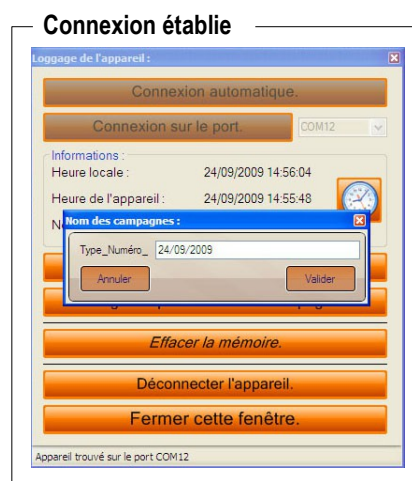 Connexion établie
Loggage de l'appareil :
Connexion automatique.
Connexion sur le port.
COM12
Informations :
Heure locale : 24/09/2009 14:56:04
Heure de l'appareil : 24/09/2009 14:55:48
Nom des campagnes :
Type_Numéro_ 24/09/2009
Annuler Valider
Effacer la mémoire.
Déconnecter l'appareil.
Fermer cette fenêtre.
Appareil trouvé sur le port COM12